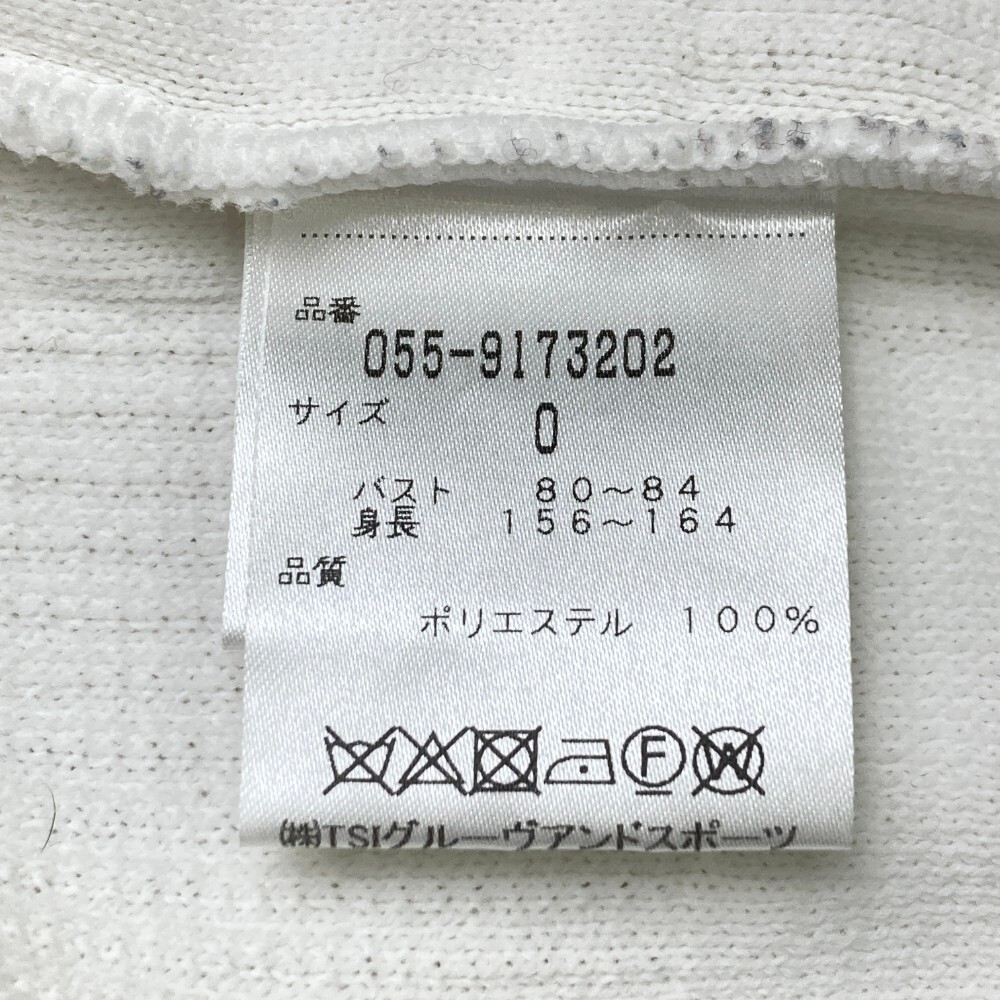 品番
055-9173202
サイズ 0
バスト 80～84
身長 156～164
品質
ポリエステル 100%
F W
㈱TSIグルーヴアンドスポーツ